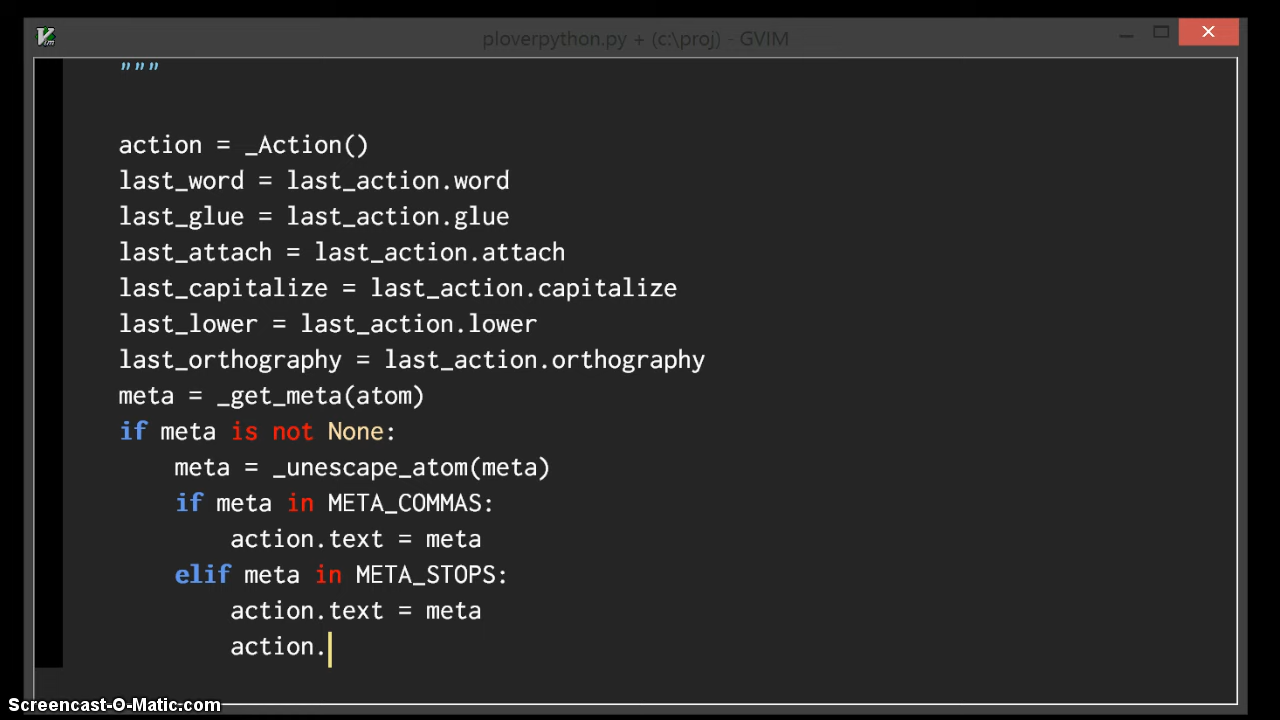 ploverpython.py + (c:\proj) - GVIM
"""
action = _Action()
last_word = last_action.word
last_glue = last_action.glue
last_attach = last_action.attach
last_capitalize = last_action.capitalize
last_lower = last_action.lower
last_orthography = last_action.orthography
meta = _get_meta(atom)
if meta is not None:
    meta = _unescape_atom(meta)
    if meta in META_COMMAS:
        action.text = meta
    elif meta in META_STOPS:
        action.text = meta
        action.
Screencast-O-Matic.com